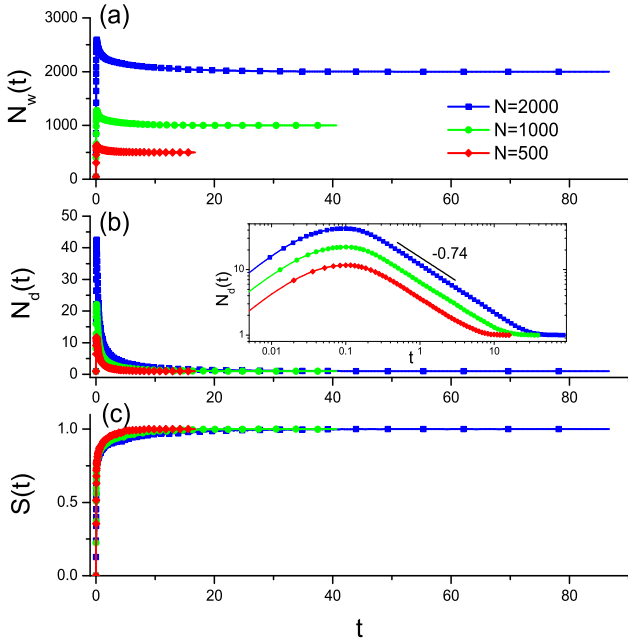 (a)
3000
2000
1000
0
N_w(t)
N=2000
N=1000
N=500
0 20 40 60 80
(b)
50
40
30
20
10
0
N_d(t)
10
1
N_d(t)
-0.74
0.01 0.1 1 10
t
0 20 40 60 80
(c)
1.0
0.5
0.0
S(t)
0 20 40 60 80
t